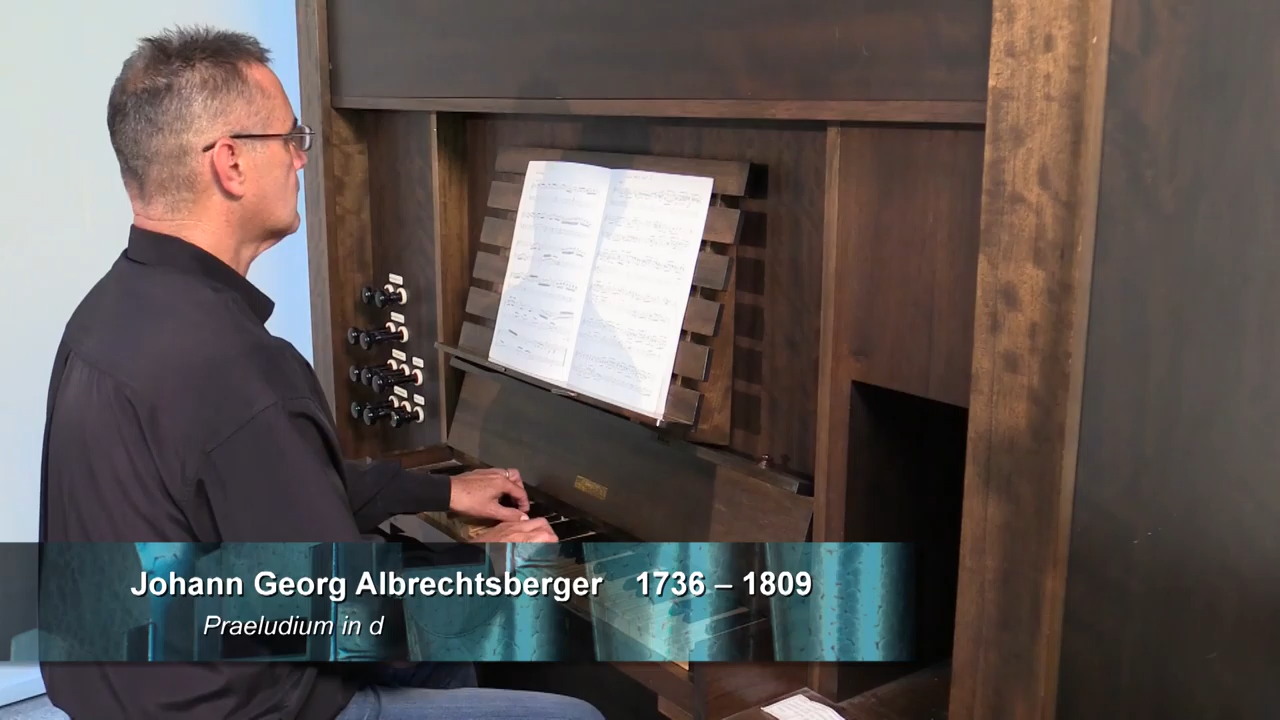 Johann Georg Albrechtsberger 1736 – 1809
Praeludium in d